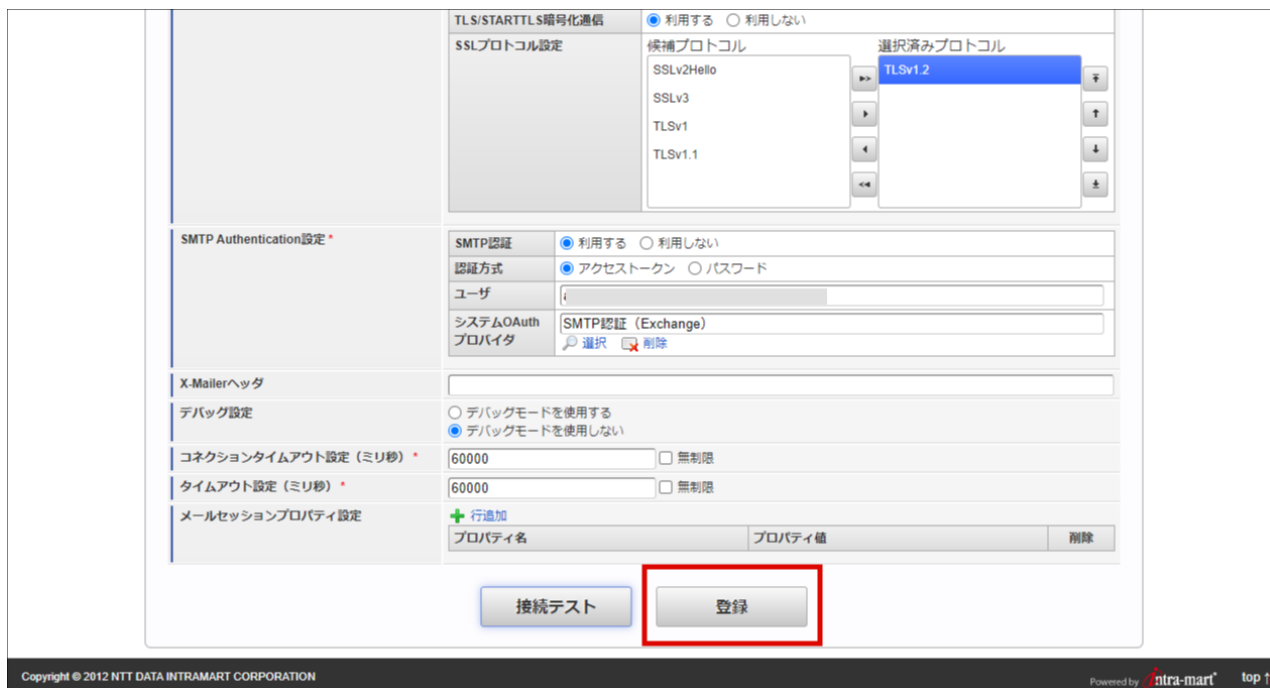 TLS/STARTTLS暗号化通信 利用する 利用しない
SSLプロトコル設定 候補プロトコル 選択済みプロトコル
SSLv2Hello TLSv1.2
SSLv3
TLSv1
TLSv1.1
SMTP Authentication設定 *
SMTP認証 利用する 利用しない
認証方式 アクセストークン パスワード
ユーザ
システムOAuth
プロバイダ
SMTP認証（Exchange）
選択 削除
X-Mailerヘッダ
デバッグ設定 デバッグモードを使用する
デバッグモードを使用しない
コネクションタイムアウト設定（ミリ秒） * 60000 無制限
タイムアウト設定（ミリ秒） * 60000 無制限
メールセッションプロパティ設定 行追加
プロパティ名 プロパティ値 削除
接続テスト 登録
Copyright © 2012 NTT DATA INTRAMART CORPORATION
Powered by intra-mart top ↑